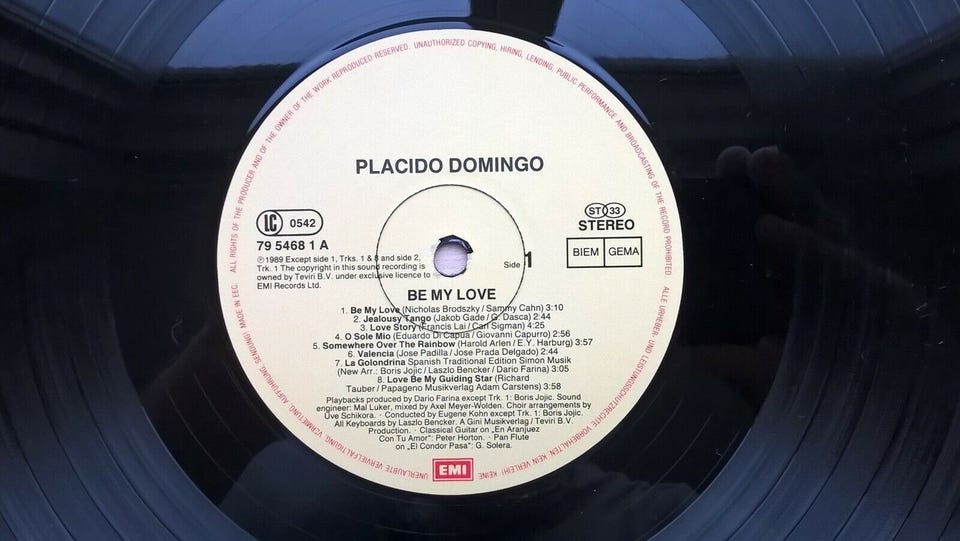 ALL RIGHTS OF THE PRODUCER AND OF THE OWNER OF THE WORK REPRODUCED RESERVED. UNAUTHORIZED COPYING, HIRING, LENDING, PUBLIC PERFORMANCE AND BROADCASTING OF THE RECORD PROHIBITED
PLACIDO DOMINGO
LC 0542
ST 33
STEREO
79 5468 1 A
BIEM GEMA
℗1989 Except side 1, Trks. 1 & 8 and side 2,
Trk. 1 The copyright in this sound recording is
owned by Teviri B.V. under exclusive licence to
EMI Records Ltd.
Side 1
BE MY LOVE
1. Be My Love (Nicholas Brodszky / Sammy Cahn) 3:10
2. Jealousy Tango (Jakob Gade / G. Dasca) 2:44
3. Love Story (Francis Lai / Carl Sigman) 4:25
4. O Sole Mio (Eduardo Di Capua / Giovanni Capurro) 2:56
5. Somewhere Over The Rainbow (Harold Arlen / E.Y. Harburg) 3:57
6. Valencia (Jose Padilla / Jose Prada Delgado) 2:44
7. La Golondrina Spanish Traditional Edition Simon Musik
(New Arr.: Boris Jojic / Laszlo Bencker / Dario Farina) 3:05
8. Love Be My Guiding Star (Richard
Tauber / Papageno Musikverlag Adam Carstens) 3:58
Playbacks produced by Dario Farina except Trk. 1: Boris Jojic. Sound
engineer: Mal Luker, mixed by Axel Meyer-Wolden. Choir arrangements by
Uve Schikora. · Conducted by Eugene Kohn except Trk. 1: Boris Jojic.
All Keyboards by Laszlo Bencker. A Gini Musikverlag / Teviri B.V.
Production. · Classical Guitar on „En Aranjuez
Con Tu Amor": Peter Horton. · Pan Flute
on „El Condor Pasa": G. Solera.
EMI
ALLE URHEBER- UND LEISTUNGSSCHUTZRECHTE VORBEHALTEN. KEIN VERLEIH! KEINE UNERLAUBTE VERVIELFÄLTIGUNG, VERMIETUNG, AUFFÜHRUNG, SENDUNG! MADE IN EEC.